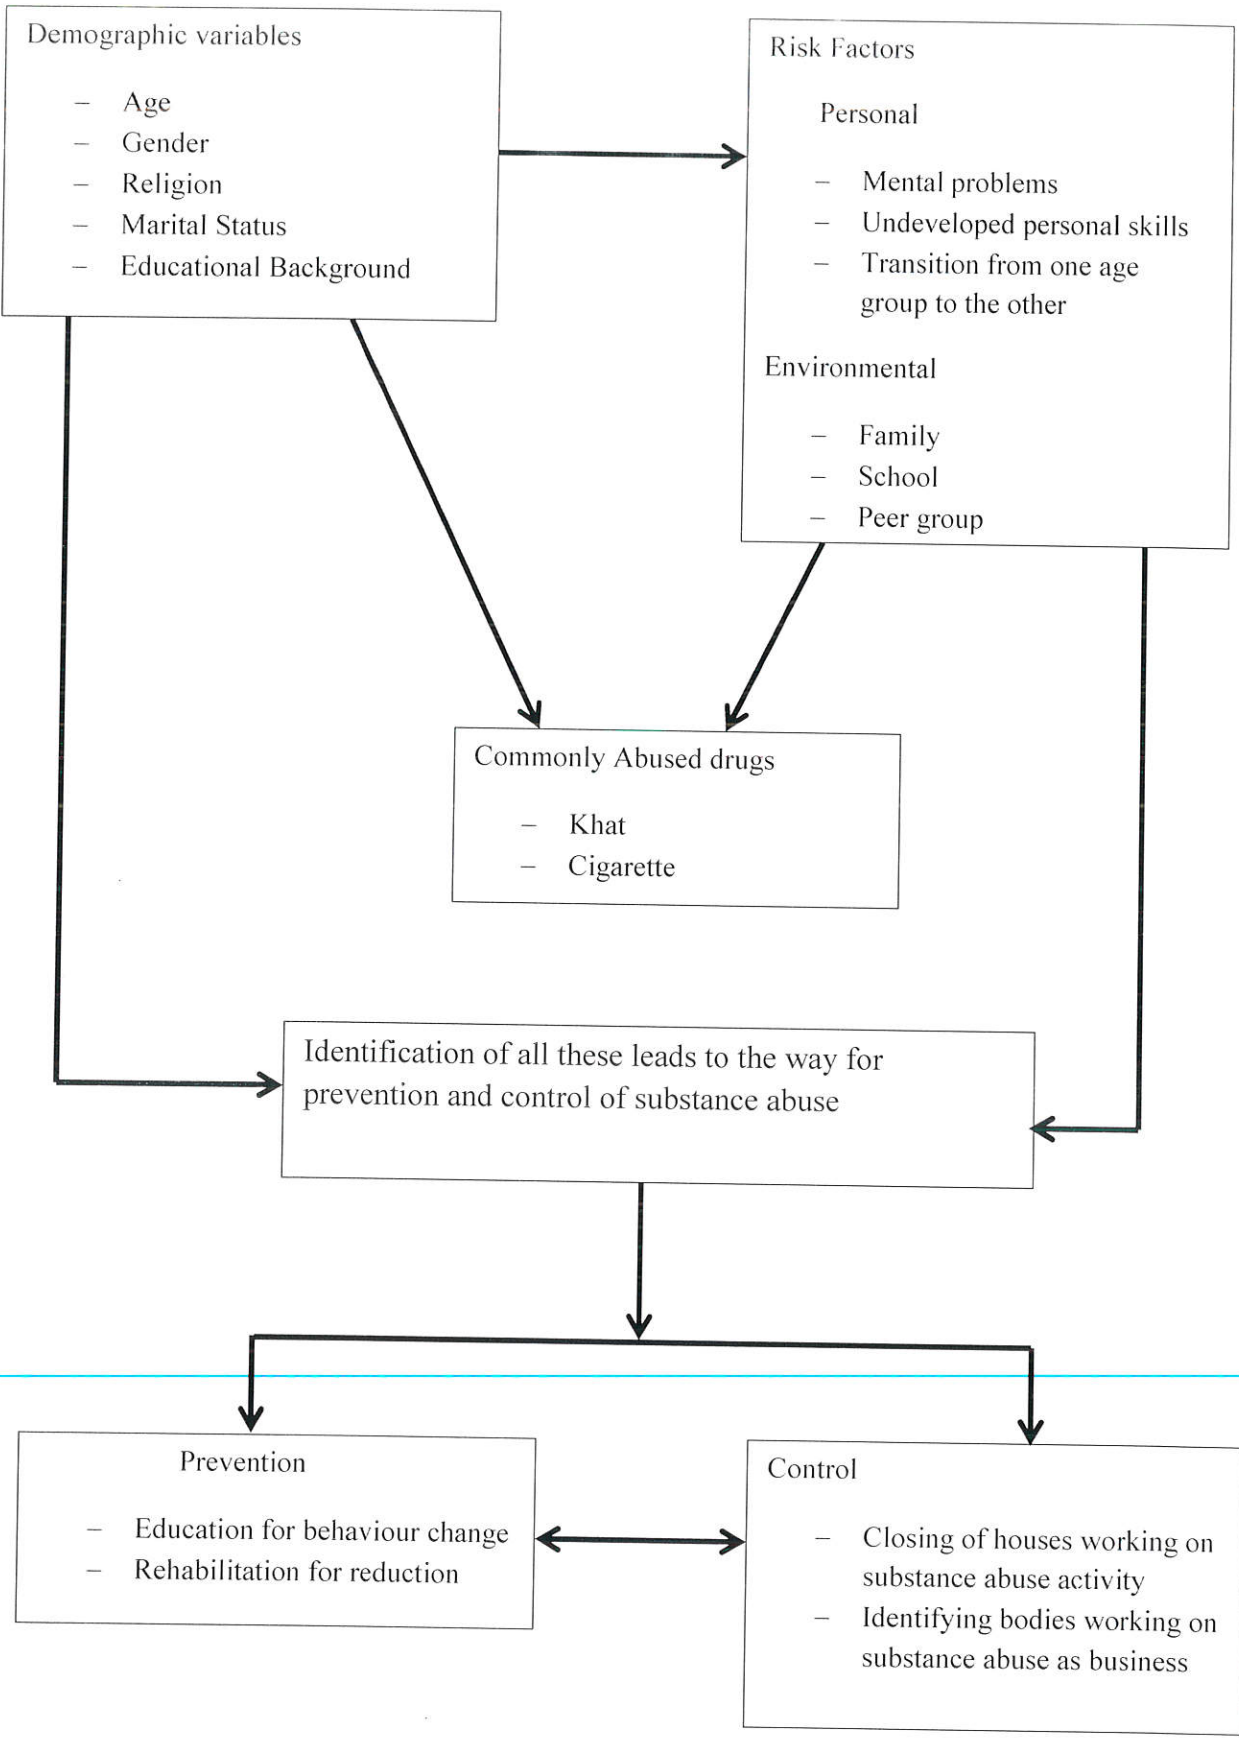 Demographic variables
– Age
– Gender
– Religion
– Marital Status
– Educational Background
Risk Factors
Personal
– Mental problems
– Undeveloped personal skills
– Transition from one age
group to the other
Environmental
– Family
– School
– Peer group
Commonly Abused drugs
– Khat
– Cigarette
Identification of all these leads to the way for
prevention and control of substance abuse
Prevention
– Education for behaviour change
– Rehabilitation for reduction
Control
– Closing of houses working on
substance abuse activity
– Identifying bodies working on
substance abuse as business